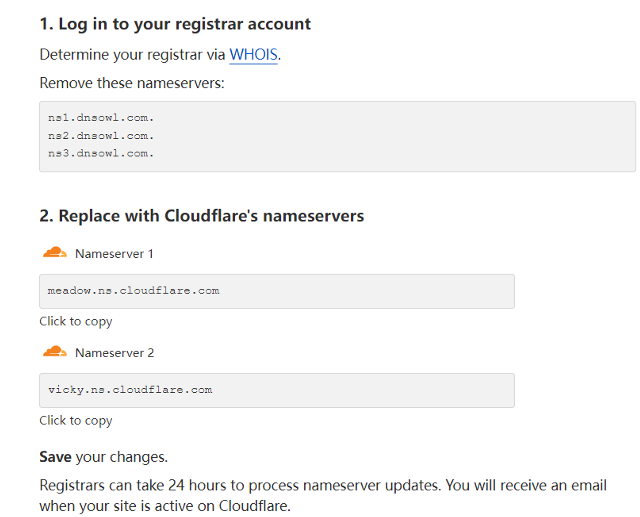 1. Log in to your registrar account
Determine your registrar via WHOIS.
Remove these nameservers:
ns1.dnsowl.com.
ns2.dnsowl.com.
ns3.dnsowl.com.
2. Replace with Cloudflare's nameservers
Nameserver 1
meadow.ns.cloudflare.com
Click to copy
Nameserver 2
vicky.ns.cloudflare.com
Click to copy
Save your changes.
Registrars can take 24 hours to process nameserver updates. You will receive an email
when your site is active on Cloudflare.